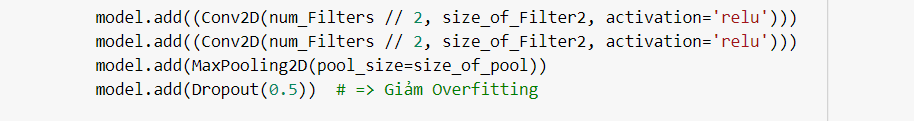 model.add((Conv2D(num_Filters // 2, size_of_Filter2, activation='relu')))
model.add((Conv2D(num_Filters // 2, size_of_Filter2, activation='relu')))
model.add(MaxPooling2D(pool_size=size_of_pool))
model.add(Dropout(0.5))  # => Giảm Overfitting